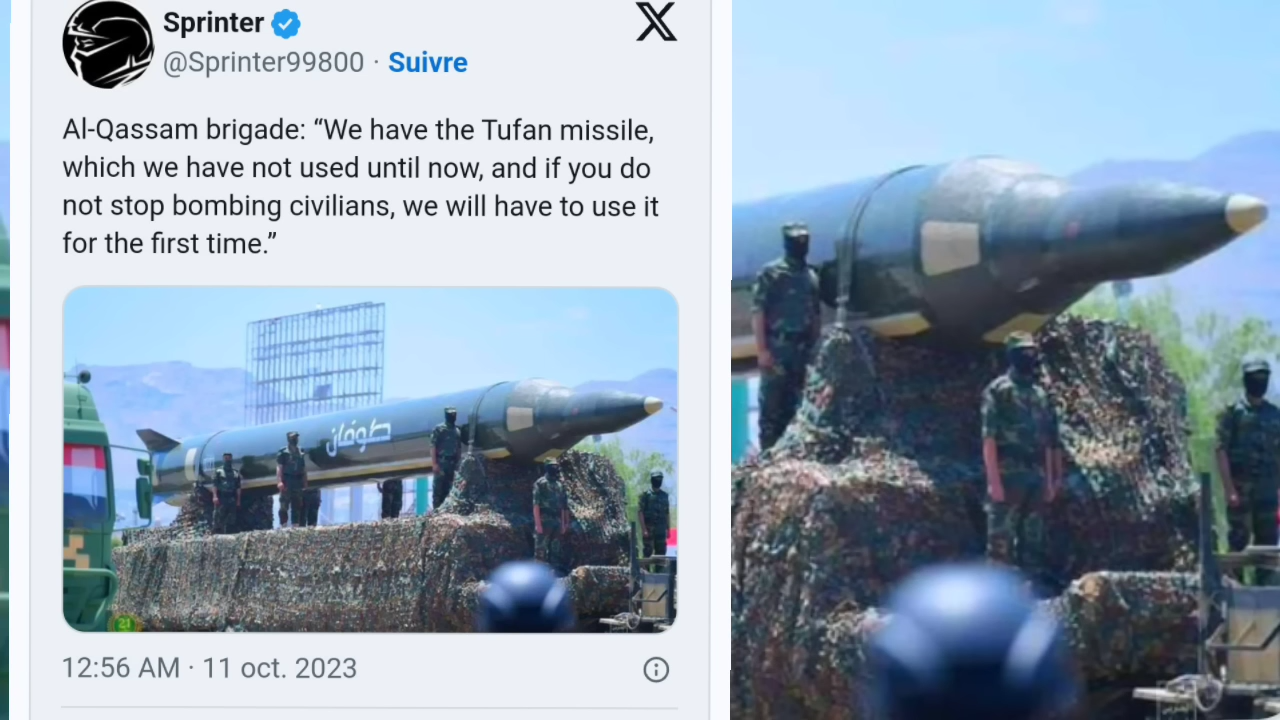 Sprinter
@Sprinter99800 · Suivre
Al-Qassam brigade: “We have the Tufan missile,
which we have not used until now, and if you do
not stop bombing civilians, we will have to use it
for the first time.”
طوفان
21
12:56 AM · 11 oct. 2023